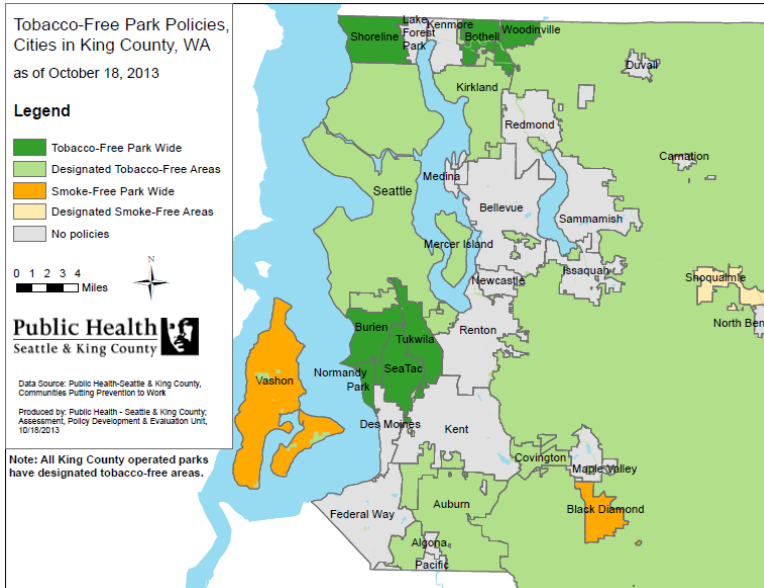 Tobacco-Free Park Policies,
Cities in King County, WA
as of October 18, 2013
Legend
Tobacco-Free Park Wide
Designated Tobacco-Free Areas
Smoke-Free Park Wide
Designated Smoke-Free Areas
No policies
0 1 2 3 4
Miles
N
Public Health
Seattle & King County
Data Source: Public Health-Seattle & King County,
Communities Putting Prevention to Work
Produced by: Public Health - Seattle & King County;
Assessment, Policy Development & Evaluation Unit,
10/18/2013
Note: All King County operated parks
have designated tobacco-free areas.
Shoreline
Lake
Forest
Park
Kenmore
Bothell
Woodinville
Duvall
Kirkland
Redmond
Carnation
Medina
Seattle
Bellevue
Sammamish
Mercer Island
Issaquah
Newcastle
Snoqualmie
North Ben
Renton
Burien
Tukwila
Vashon
Normandy
Park
SeaTac
Des Moines
Kent
Covington
Maple Valley
Black Diamond
Auburn
Federal Way
Algona
Pacific